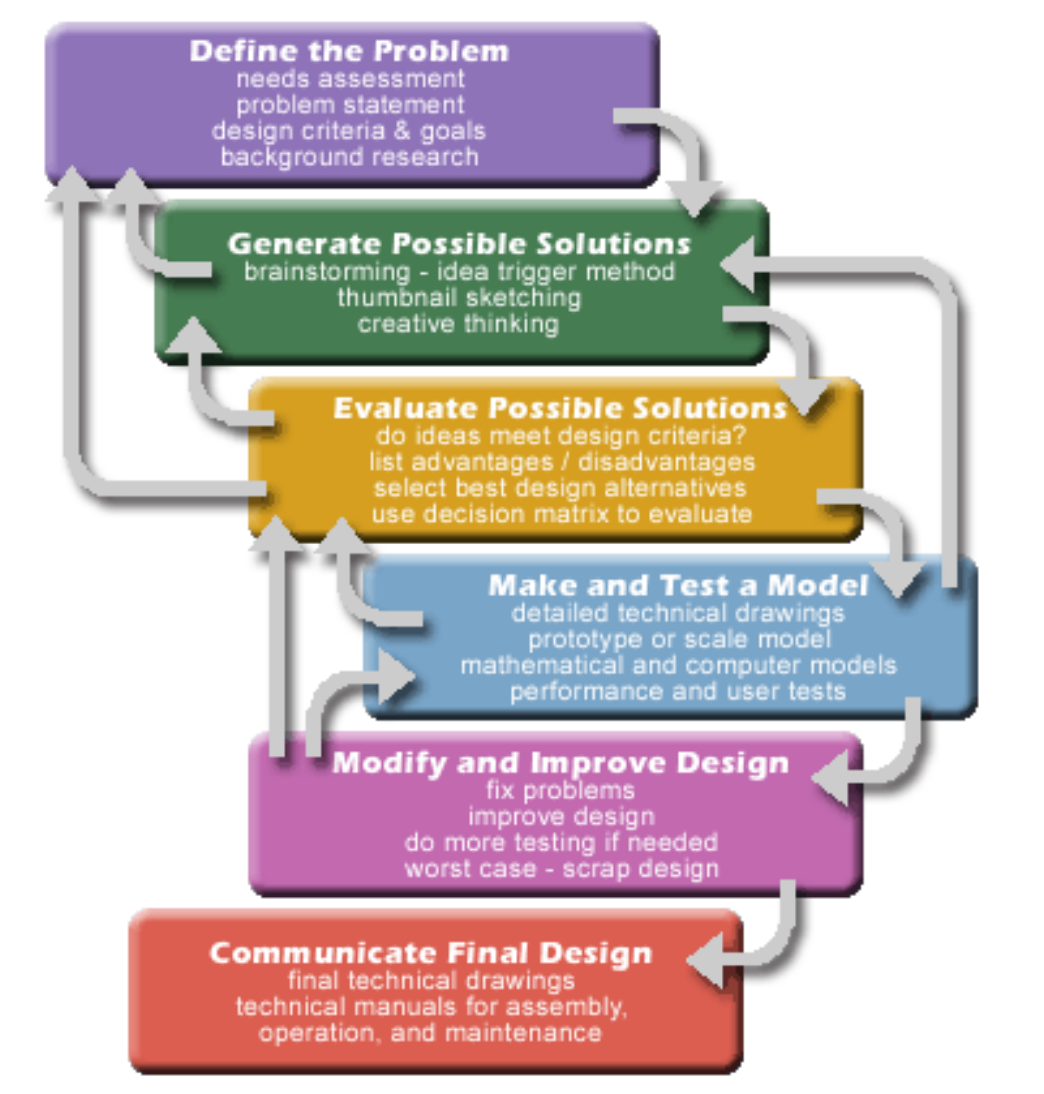 Define the Problem
needs assessment
problem statement
design criteria & goals
background research
Generate Possible Solutions
brainstorming - idea trigger method
thumbnail sketching
creative thinking
Evaluate Possible Solutions
do ideas meet design criteria?
list advantages / disadvantages
select best design alternatives
use decision matrix to evaluate
Make and Test a Model
detailed technical drawings
prototype or scale model
mathematical and computer models
performance and user tests
Modify and Improve Design
fix problems
improve design
do more testing if needed
worst case - scrap design
Communicate Final Design
final technical drawings
technical manuals for assembly,
operation, and maintenance